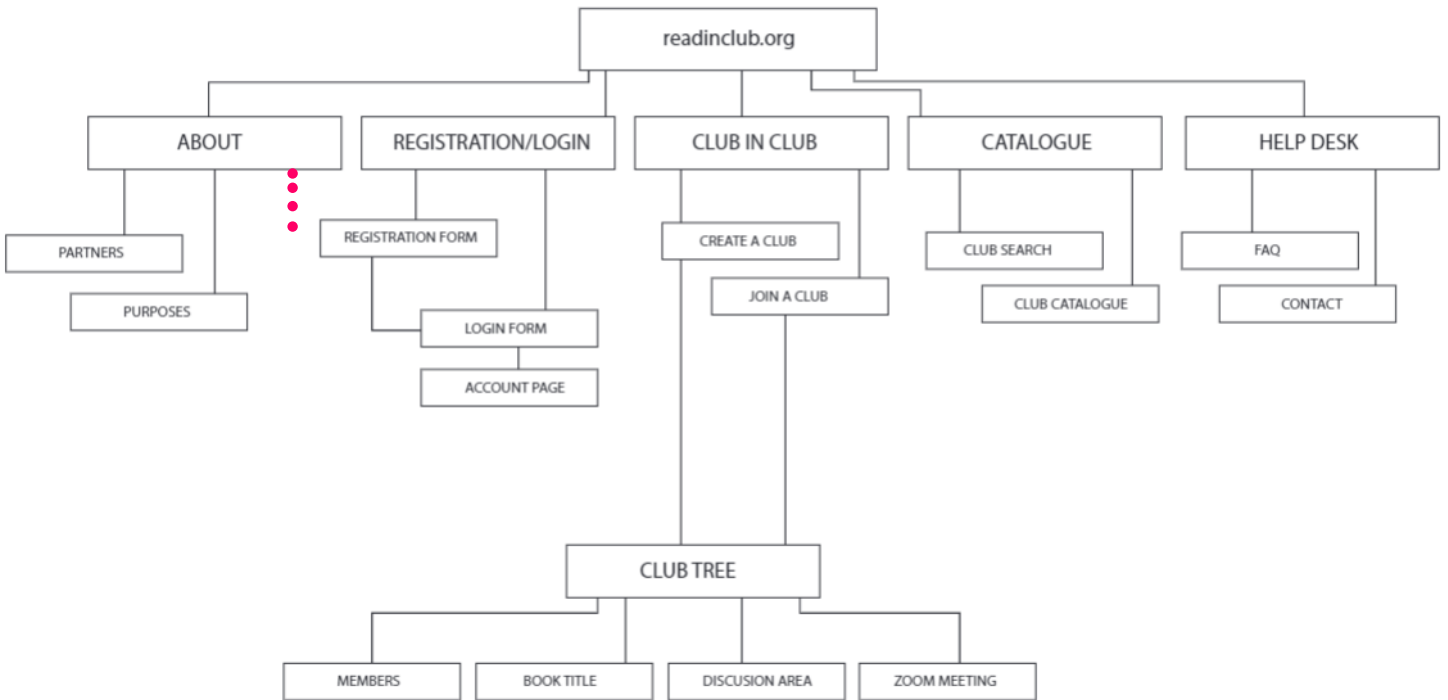 readinclub.org
ABOUT
REGISTRATION/LOGIN
CLUB IN CLUB
CATALOGUE
HELP DESK
PARTNERS
PURPOSES
REGISTRATION FORM
LOGIN FORM
ACCOUNT PAGE
CREATE A CLUB
JOIN A CLUB
CLUB SEARCH
CLUB CATALOGUE
FAQ
CONTACT
CLUB TREE
MEMBERS
BOOK TITLE
DISCUSION AREA
ZOOM MEETING